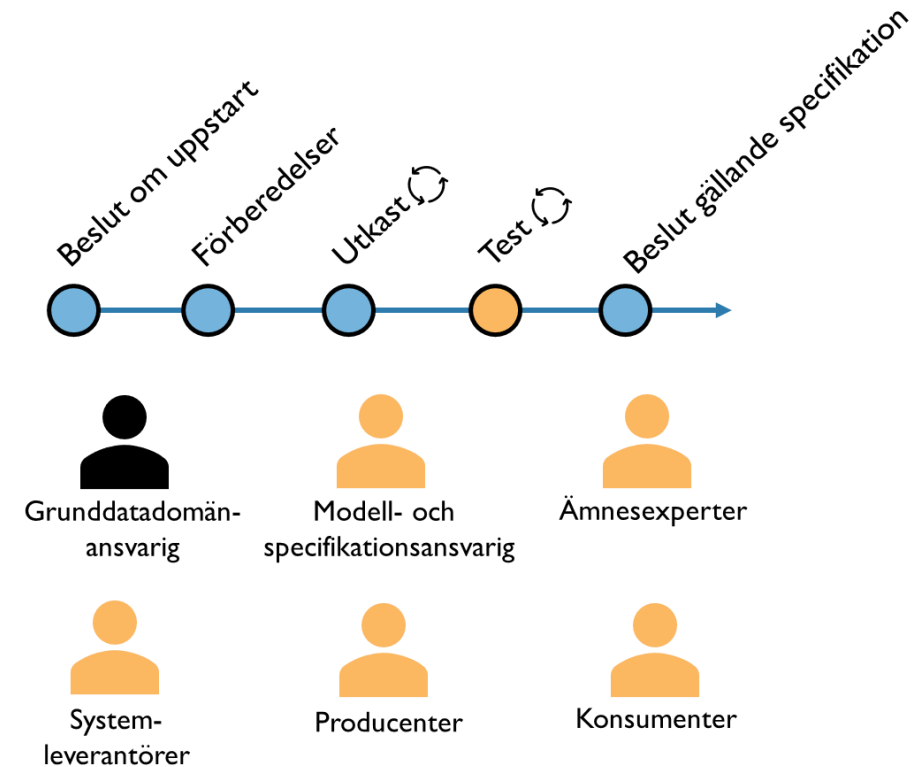 Beslut om uppstart
Förberedelser
Utkast
Test
Beslut gällande specifikation
Grunddatadomän-
ansvarig
Modell- och
specifikationsansvarig
Ämnesexperter
System-
leverantörer
Producenter
Konsumenter